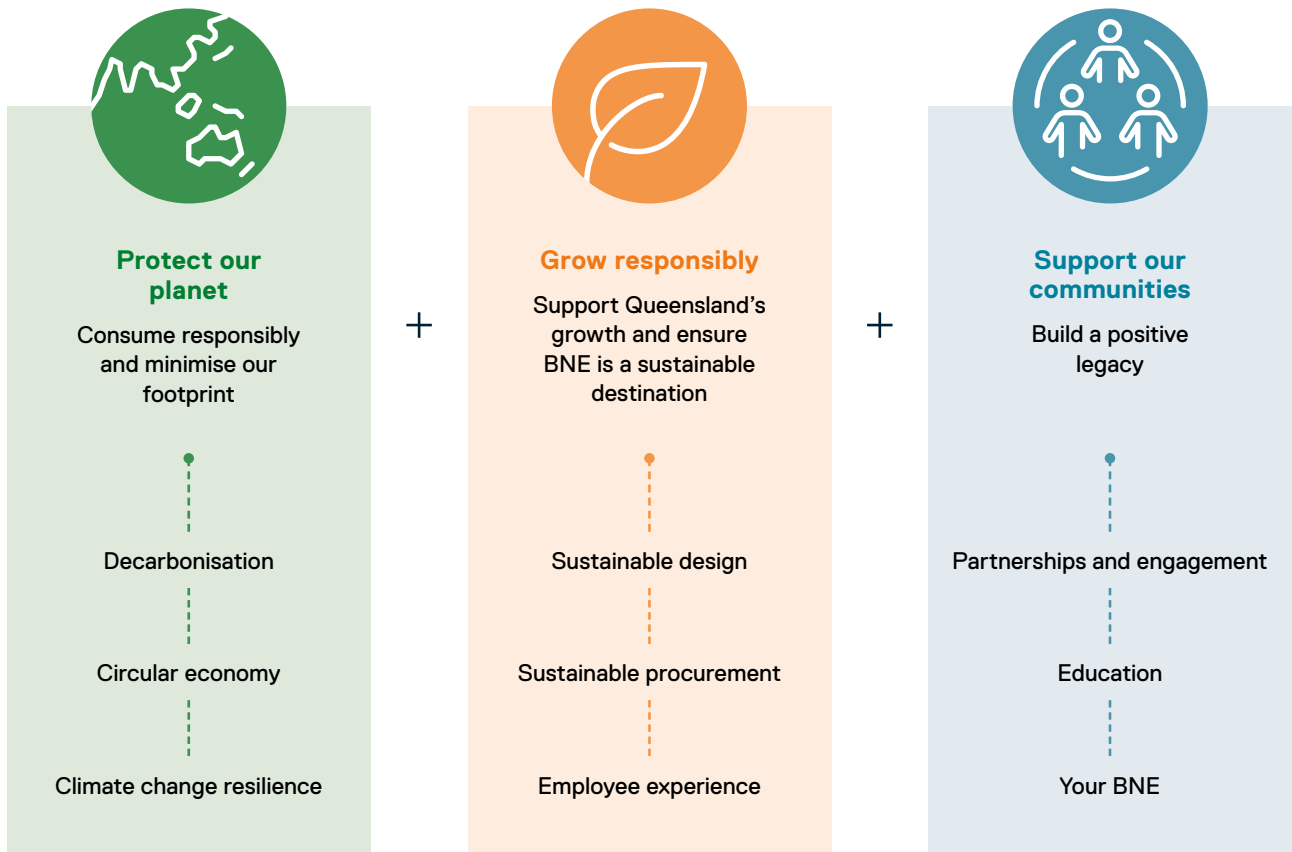 Protect our
planet
Consume responsibly
and minimise our
footprint
Decarbonisation
Circular economy
Climate change resilience
+
Grow responsibly
Support Queensland’s
growth and ensure
BNE is a sustainable
destination
Sustainable design
Sustainable procurement
Employee experience
+
Support our
communities
Build a positive
legacy
Partnerships and engagement
Education
Your BNE